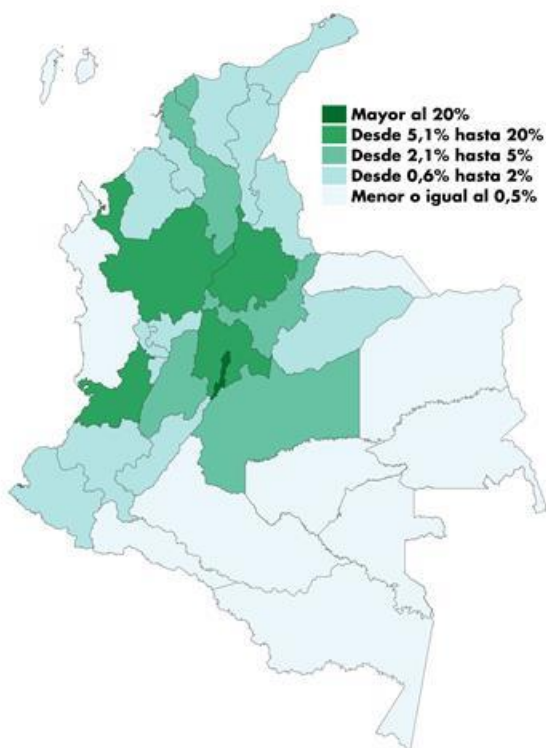 Mayor al 20%
Desde 5,1% hasta 20%
Desde 2,1% hasta 5%
Desde 0,6% hasta 2%
Menor o igual al 0,5%